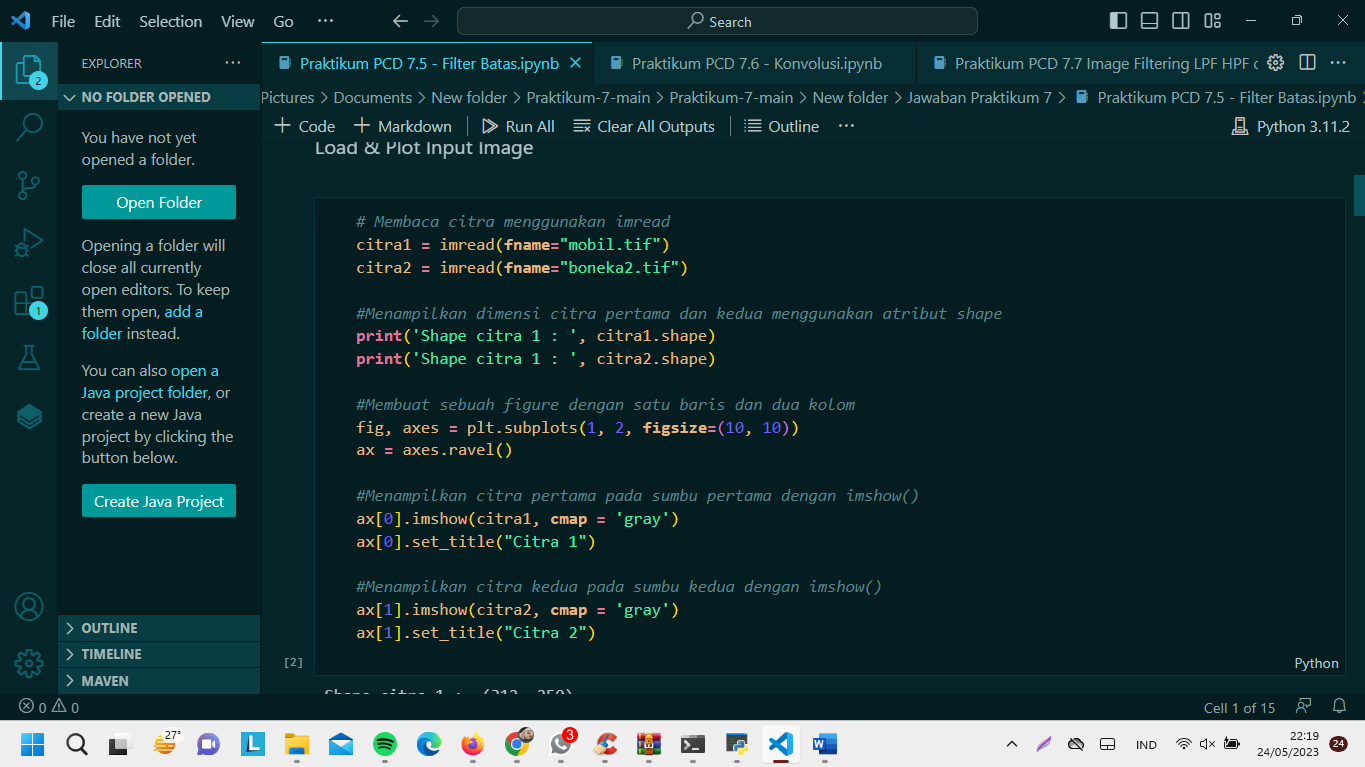 File Edit Selection View Go ···
Search
EXPLORER ···
NO FOLDER OPENED
You have not yet
opened a folder.
Open Folder
Opening a folder will
close all currently
open editors. To keep
them open, add a
folder instead.
You can also open a
Java project folder, or
create a new Java
project by clicking the
button below.
Create Java Project
OUTLINE
TIMELINE
MAVEN
2
1
Praktikum PCD 7.5 - Filter Batas.ipynb
Praktikum PCD 7.6 - Konvolusi.ipynb
Praktikum PCD 7.7 Image Filtering LPF HPF
Pictures > Documents > New folder > Praktikum-7-main > Praktikum-7-main > New folder > Jawaban Praktikum 7 > Praktikum PCD 7.5 - Filter Batas.ipynb
+ Code + Markdown Run All Clear All Outputs Outline ··· Python 3.11.2
Load & Plot Input Image
# Membaca citra menggunakan imread
citra1 = imread(fname="mobil.tif")
citra2 = imread(fname="boneka2.tif")
#Menampilkan dimensi citra pertama dan kedua menggunakan atribut shape
print('Shape citra 1 : ', citra1.shape)
print('Shape citra 1 : ', citra2.shape)
#Membuat sebuah figure dengan satu baris dan dua kolom
fig, axes = plt.subplots(1, 2, figsize=(10, 10))
ax = axes.ravel()
#Menampilkan citra pertama pada sumbu pertama dengan imshow()
ax[0].imshow(citra1, cmap = 'gray')
ax[0].set_title("Citra 1")
#Menampilkan citra kedua pada sumbu kedua dengan imshow()
ax[1].imshow(citra2, cmap = 'gray')
ax[1].set_title("Citra 2")
[2]
Python
Shape citra 1 : (312, 250)
0 0
Cell 1 of 15
27°
3
IND
22:19
24/05/2023
24